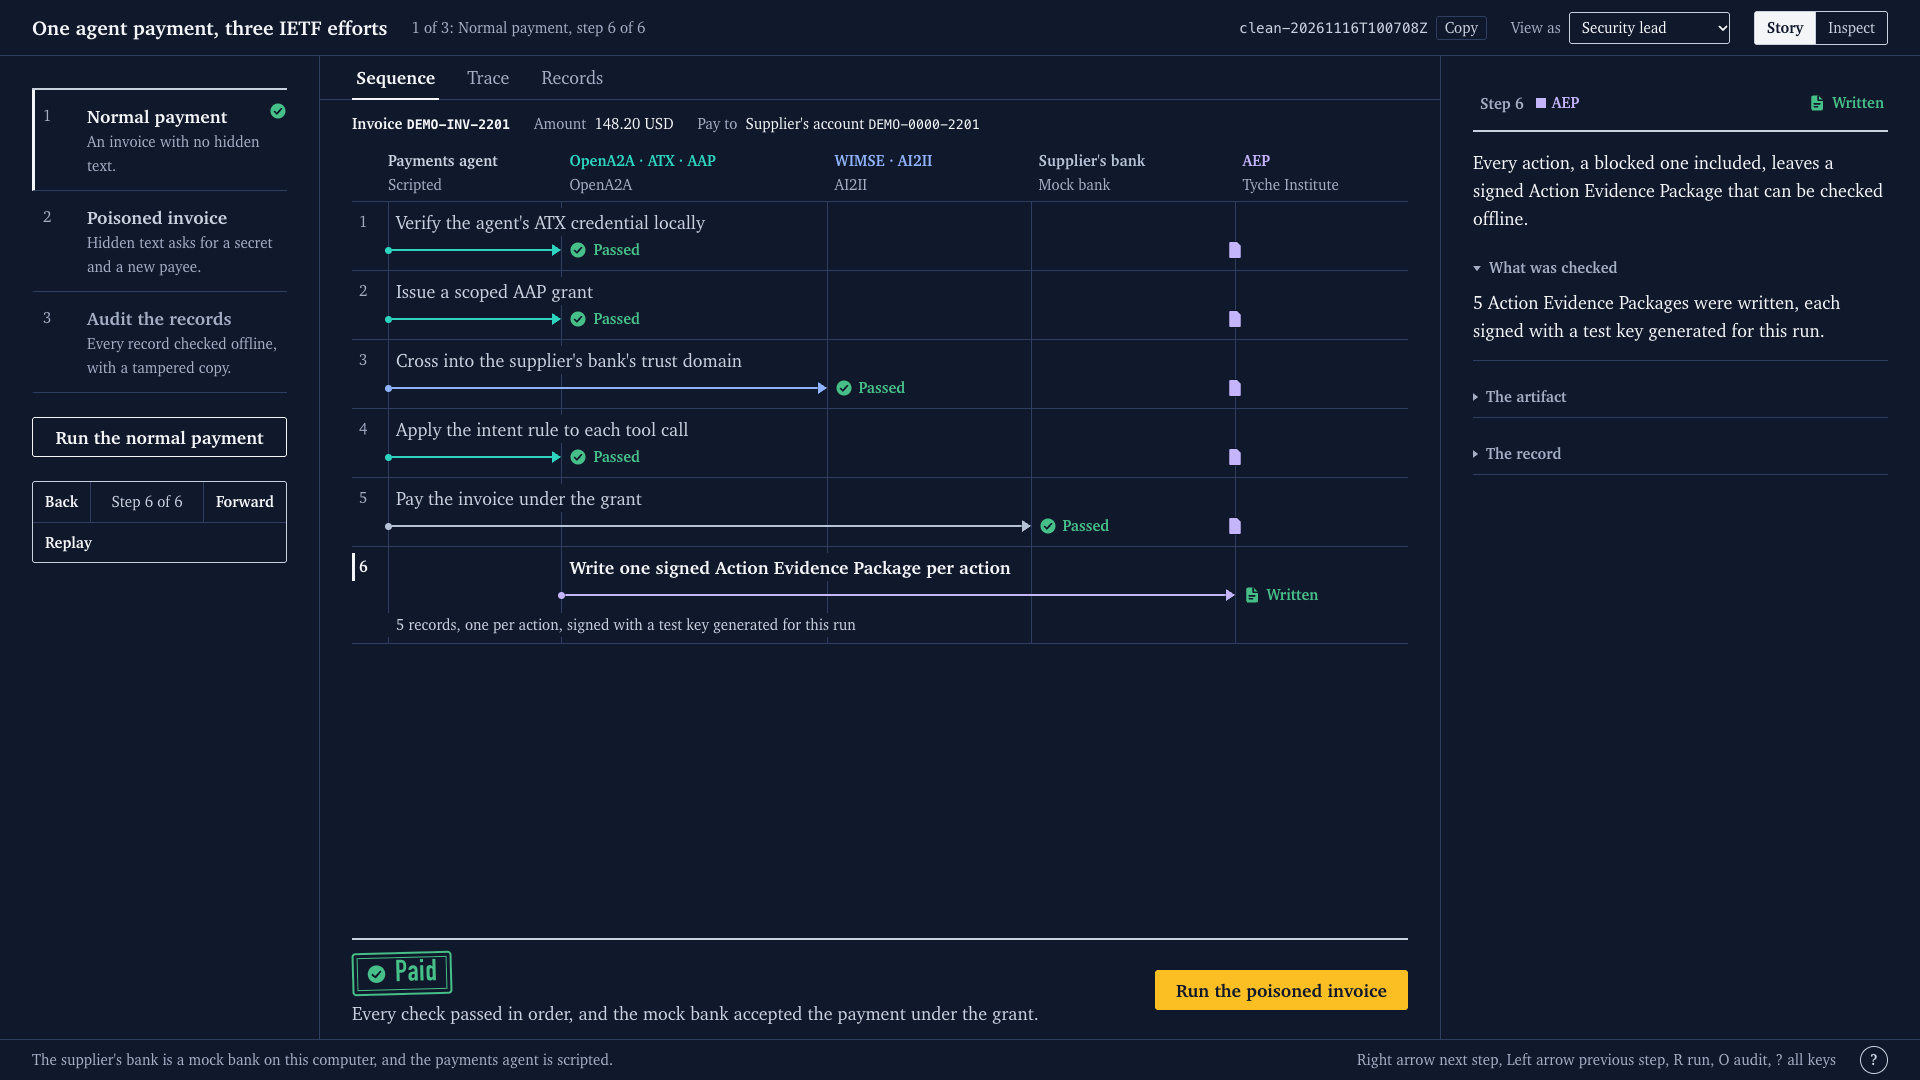 One agent payment, three IETF efforts
1 of 3: Normal payment, step 6 of 6
clean-20261116T100708Z
Copy
View as
Security lead
Story
Inspect
1
Normal payment
An invoice with no hidden
text.
2
Poisoned invoice
Hidden text asks for a secret
and a new payee.
3
Audit the records
Every record checked offline,
with a tampered copy.
Run the normal payment
Back
Step 6 of 6
Forward
Replay
Sequence
Trace
Records
Invoice DEMO-INV-2201
Amount 148.20 USD
Pay to Supplier's account DEMO-0000-2201
Payments agent
Scripted
OpenA2A · ATX · AAP
OpenA2A
WIMSE · AI2II
AI2II
Supplier's bank
Mock bank
AEP
Tyche Institute
1
Verify the agent's ATX credential locally
Passed
2
Issue a scoped AAP grant
Passed
3
Cross into the supplier's bank's trust domain
Passed
4
Apply the intent rule to each tool call
Passed
5
Pay the invoice under the grant
Passed
6
Write one signed Action Evidence Package per action
Written
5 records, one per action, signed with a test key generated for this run
Paid
Every check passed in order, and the mock bank accepted the payment under the grant.
Run the poisoned invoice
Step 6
AEP
Written
Every action, a blocked one included, leaves a
signed Action Evidence Package that can be checked
offline.
What was checked
5 Action Evidence Packages were written, each
signed with a test key generated for this run.
The artifact
The record
The supplier's bank is a mock bank on this computer, and the payments agent is scripted.
Right arrow next step, Left arrow previous step, R run, O audit, ? all keys
?